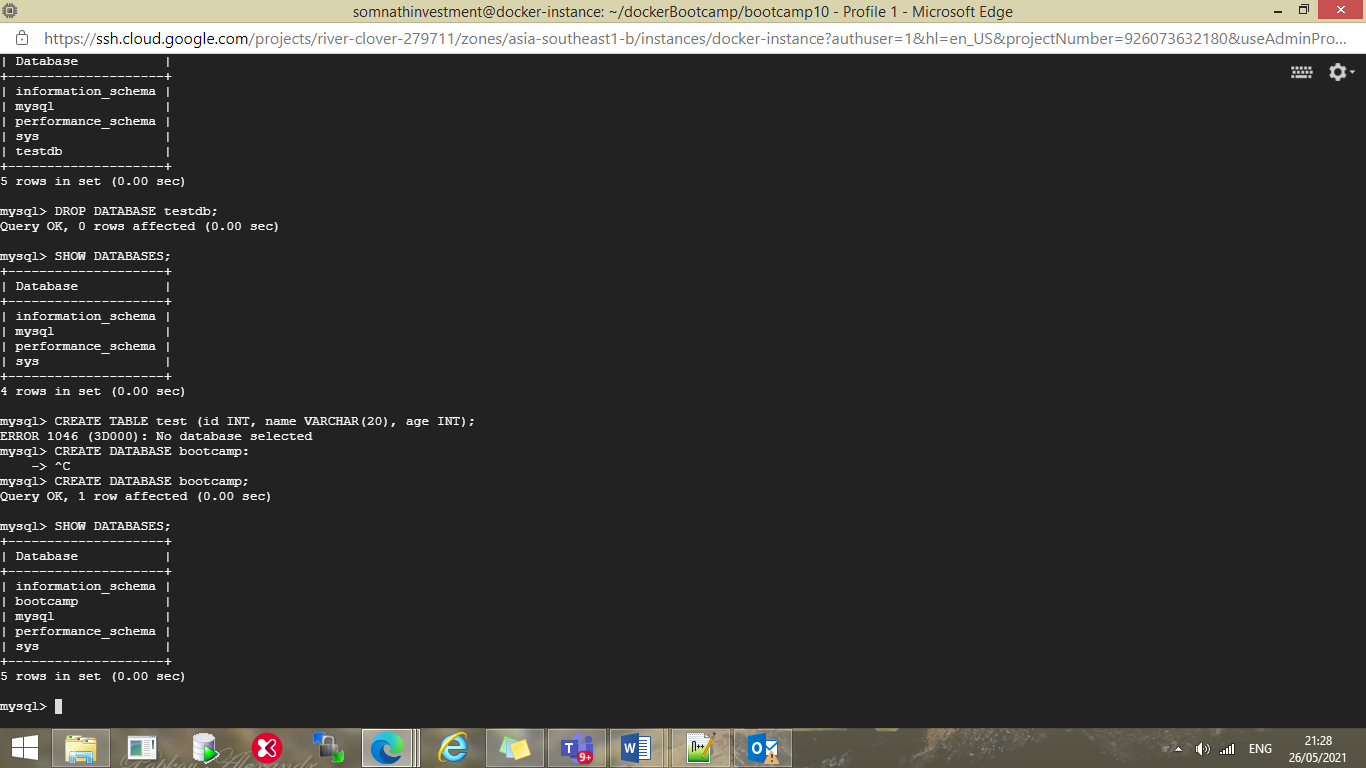 somnathinvestment@docker-instance: ~/dockerBootcamp/bootcamp10 - Profile 1 - Microsoft Edge
https://ssh.cloud.google.com/projects/river-clover-279711/zones/asia-southeast1-b/instances/docker-instance?authuser=1&hl=en_US&projectNumber=926073632180&useAdminPro...
| Database           |
+--------------------+
| information_schema |
| mysql              |
| performance_schema |
| sys                |
| testdb             |
+--------------------+
5 rows in set (0.00 sec)
mysql> DROP DATABASE testdb;
Query OK, 0 rows affected (0.00 sec)
mysql> SHOW DATABASES;
+--------------------+
| Database           |
+--------------------+
| information_schema |
| mysql              |
| performance_schema |
| sys                |
+--------------------+
4 rows in set (0.00 sec)
mysql> CREATE TABLE test (id INT, name VARCHAR(20), age INT);
ERROR 1046 (3D000): No database selected
mysql> CREATE DATABASE bootcamp:
    -> ^C
mysql> CREATE DATABASE bootcamp;
Query OK, 1 row affected (0.00 sec)
mysql> SHOW DATABASES;
+--------------------+
| Database           |
+--------------------+
| information_schema |
| bootcamp           |
| mysql              |
| performance_schema |
| sys                |
+--------------------+
5 rows in set (0.00 sec)
mysql>
9+
ENG
21:28
26/05/2021